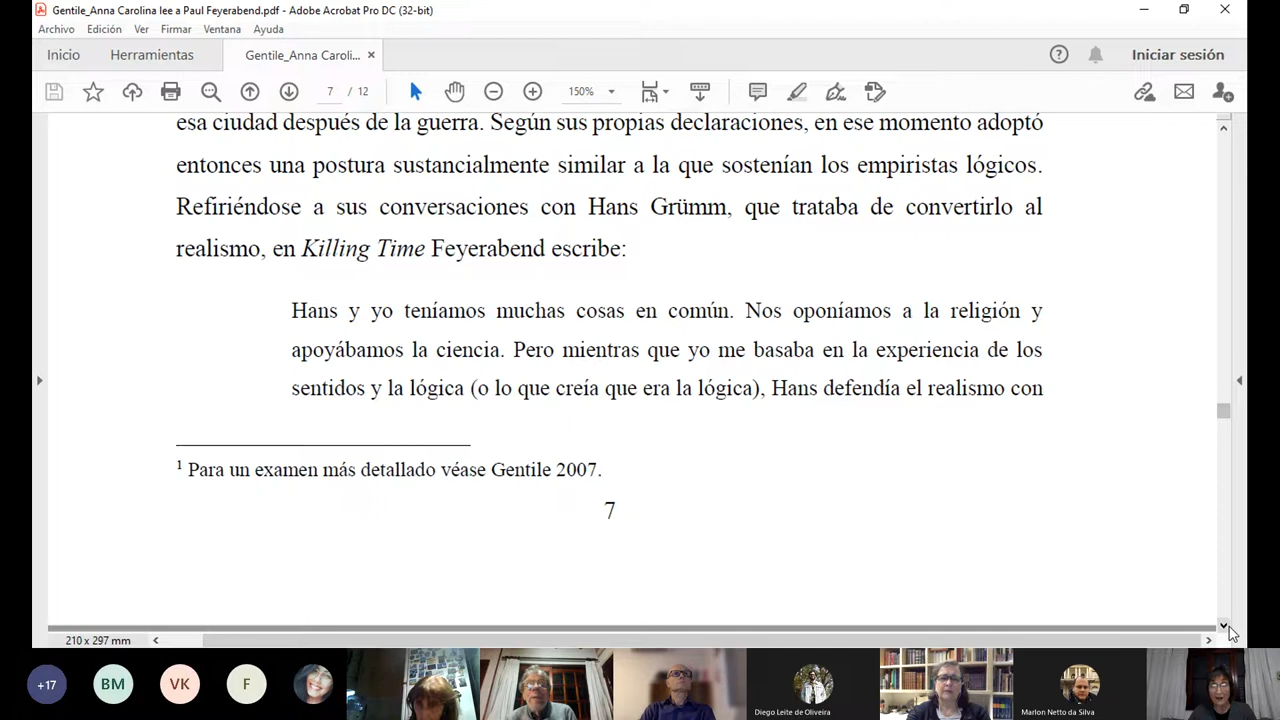 Gentile_Anna Carolina lee a Paul Feyerabend.pdf - Adobe Acrobat Pro DC (32-bit)
Archivo Edición Ver Firmar Ventana Ayuda
Inicio Herramientas Gentile_Anna Caroli... × Iniciar sesión
7 / 12 150%
esa ciudad después de la guerra. Según sus propias declaraciones, en ese momento adoptó
entonces una postura sustancialmente similar a la que sostenían los empiristas lógicos.
Refiriéndose a sus conversaciones con Hans Grümm, que trataba de convertirlo al
realismo, en Killing Time Feyerabend escribe:
Hans y yo teníamos muchas cosas en común. Nos oponíamos a la religión y
apoyábamos la ciencia. Pero mientras que yo me basaba en la experiencia de los
sentidos y la lógica (o lo que creía que era la lógica), Hans defendía el realismo con
1 Para un examen más detallado véase Gentile 2007.
7
210 x 297 mm
+17 BM VK F Diego Leite de Oliveira Marlon Netto da Silva